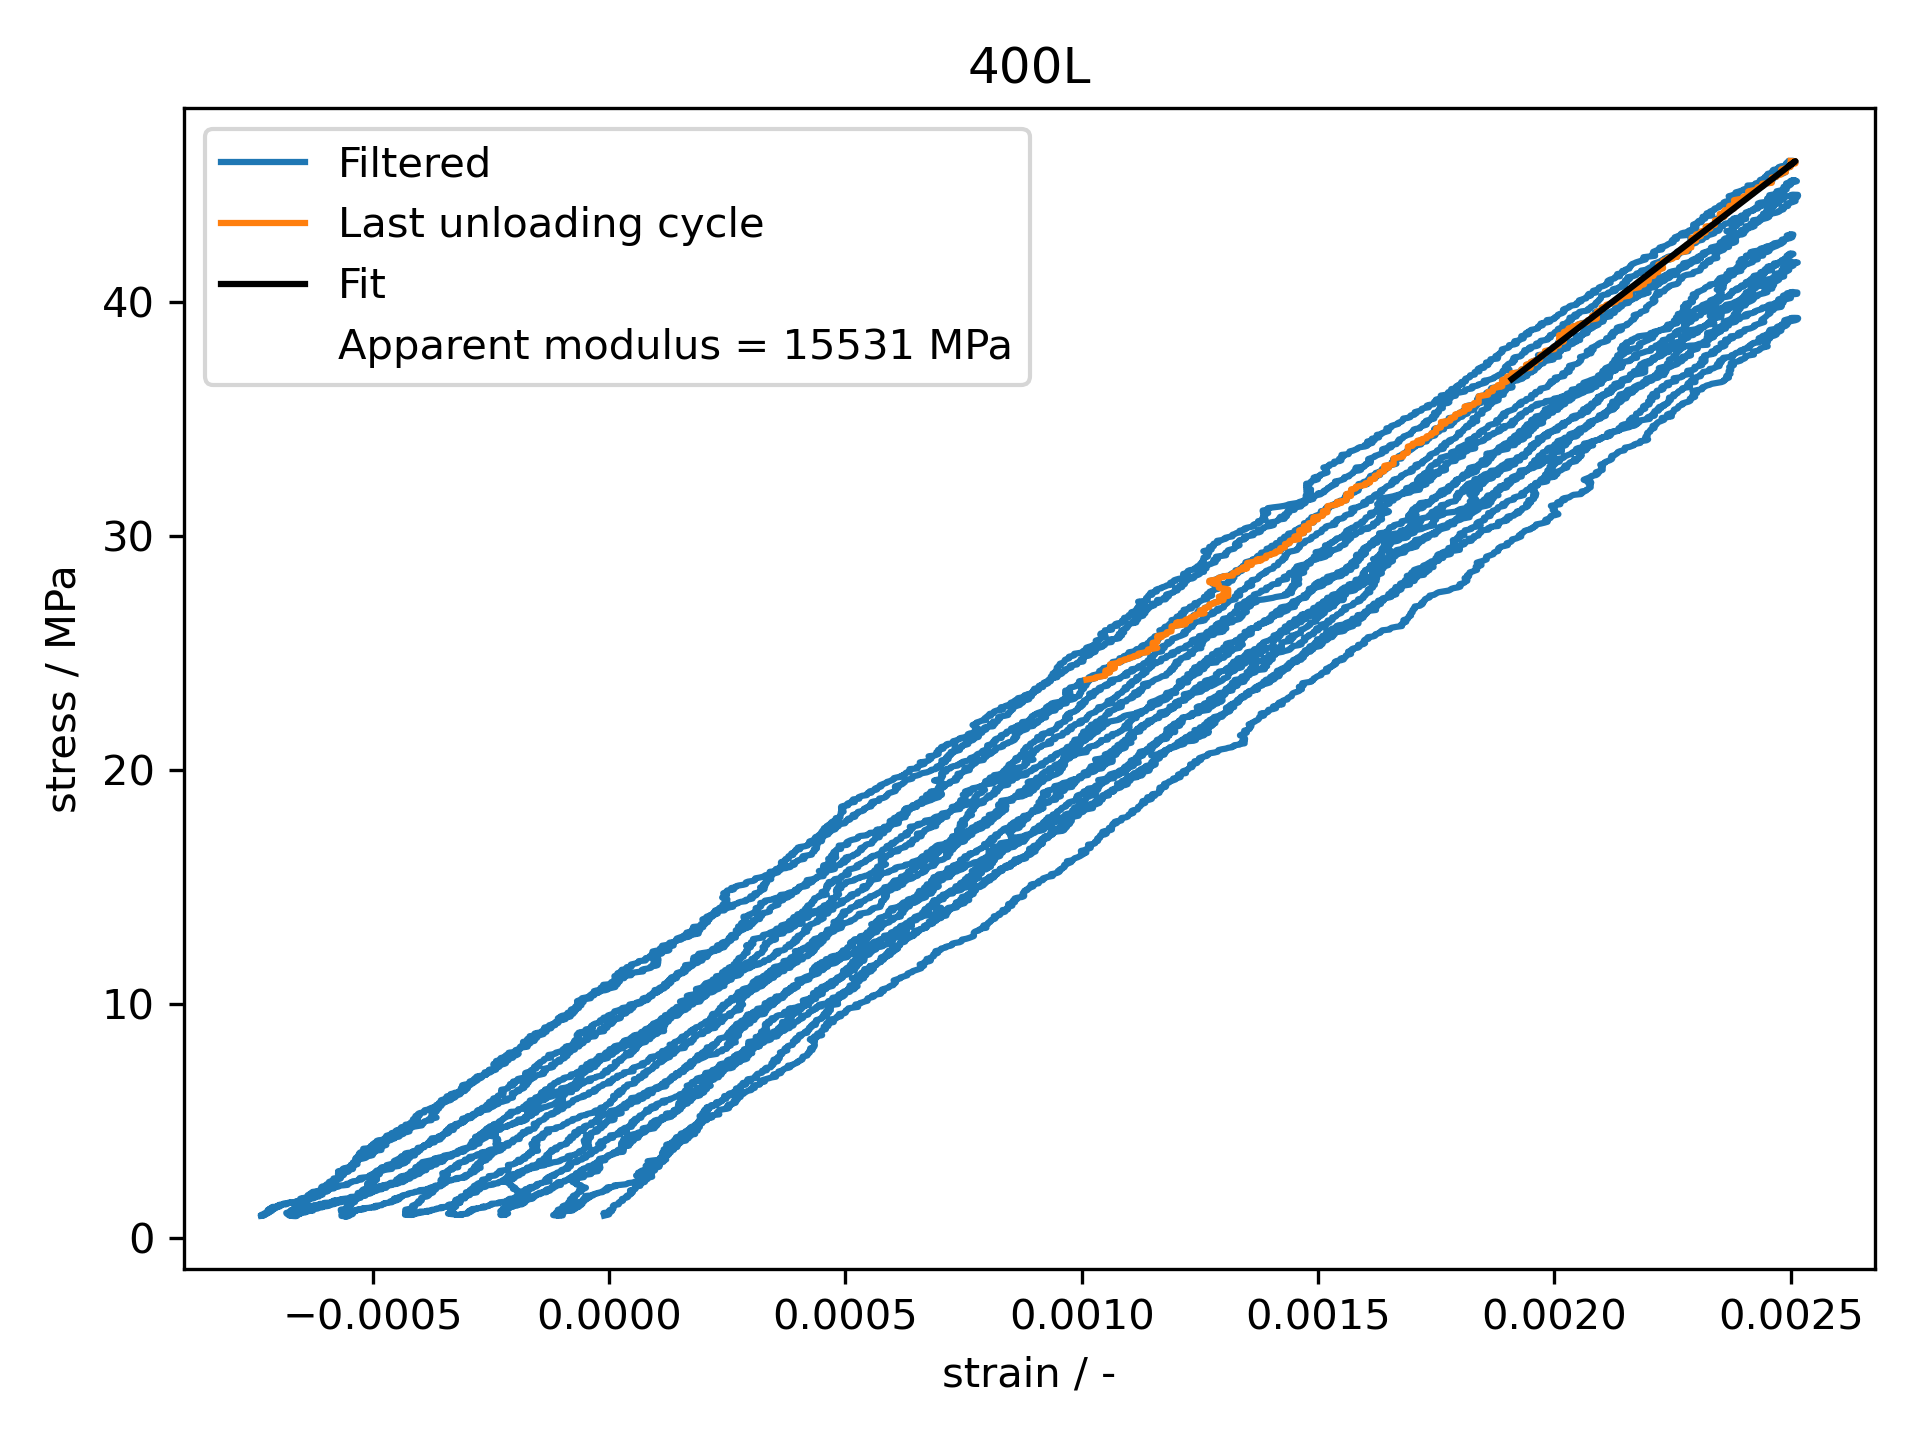 400L
Filtered
Last unloading cycle
Fit
Apparent modulus = 15531 MPa
stress / MPa
40
30
20
10
0
−0.0005 0.0000 0.0005 0.0010 0.0015 0.0020 0.0025
strain / -